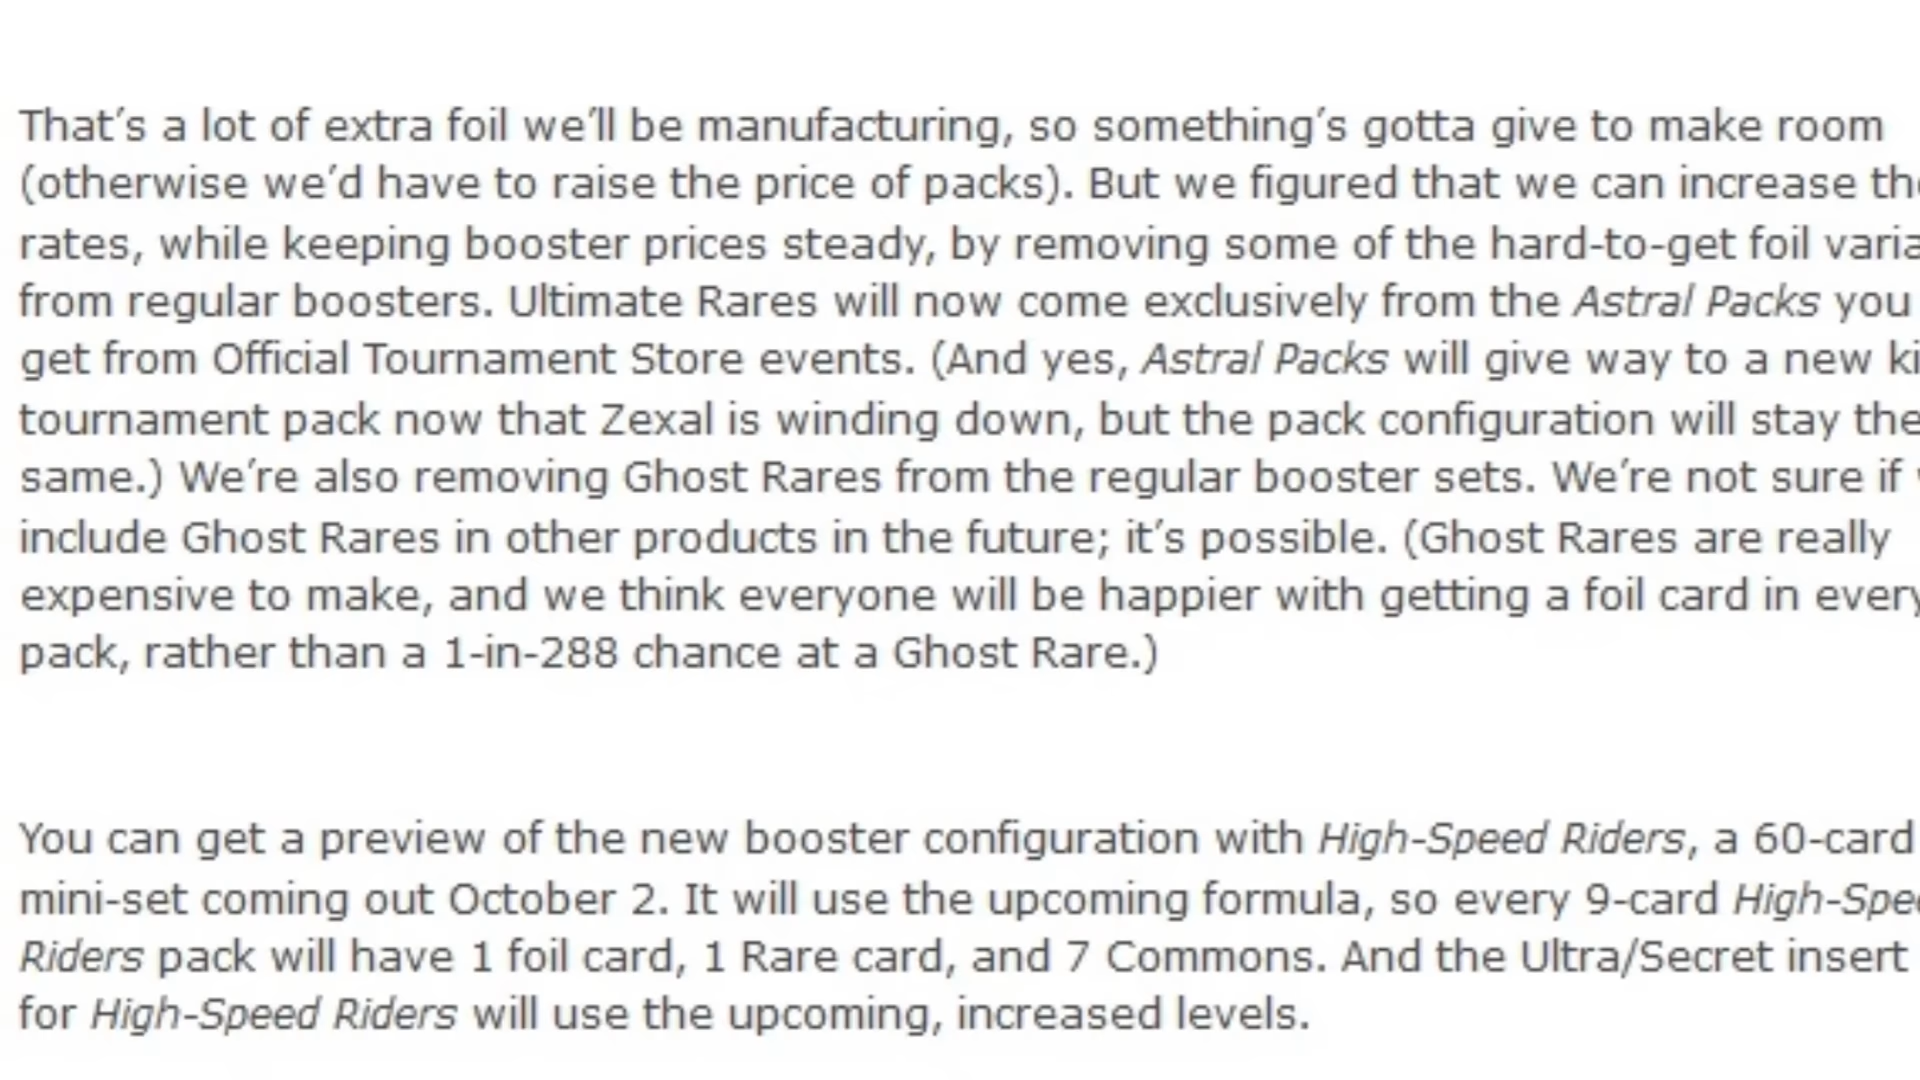 That's a lot of extra foil we'll be manufacturing, so something's gotta give to make room
(otherwise we'd have to raise the price of packs). But we figured that we can increase
rates, while keeping booster prices steady, by removing some of the hard-to-get foil
from regular boosters. Ultimate Rares will now come exclusively from the Astral Packs you
get from Official Tournament Store events. (And yes, Astral Packs will give way to a new
tournament pack now that Zexal is winding down, but the pack configuration will stay the
same.) We're also removing Ghost Rares from the regular booster sets. We're not sure if
include Ghost Rares in other products in the future; it's possible. (Ghost Rares are really
expensive to make, and we think everyone will be happier with getting a foil card in every
pack, rather than a 1-in-288 chance at a Ghost Rare.)
You can get a preview of the new booster configuration with High-Speed Riders, a 60-card
mini-set coming out October 2. It will use the upcoming formula, so every 9-card
Riders pack will have 1 foil card, 1 Rare card, and 7 Commons. And the Ultra/Secret insert
for High-Speed Riders will use the upcoming, increased levels.